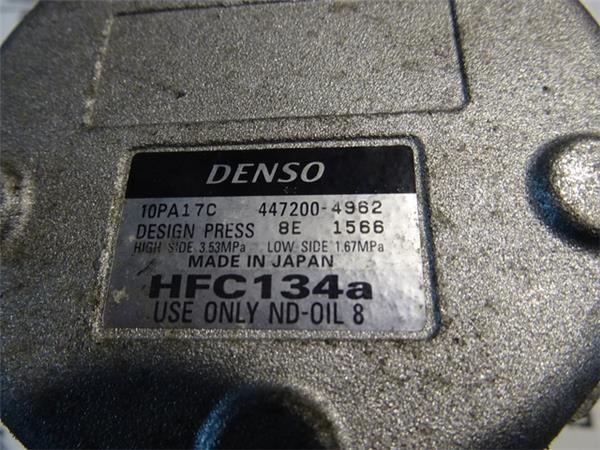 DENSO
10PA17C 447200-4962
DESIGN PRESS 8E 1566
HIGH SIDE 3.53MPa LOW SIDE 1.67MPa
MADE IN JAPAN
HFC134a
USE ONLY ND-OIL 8